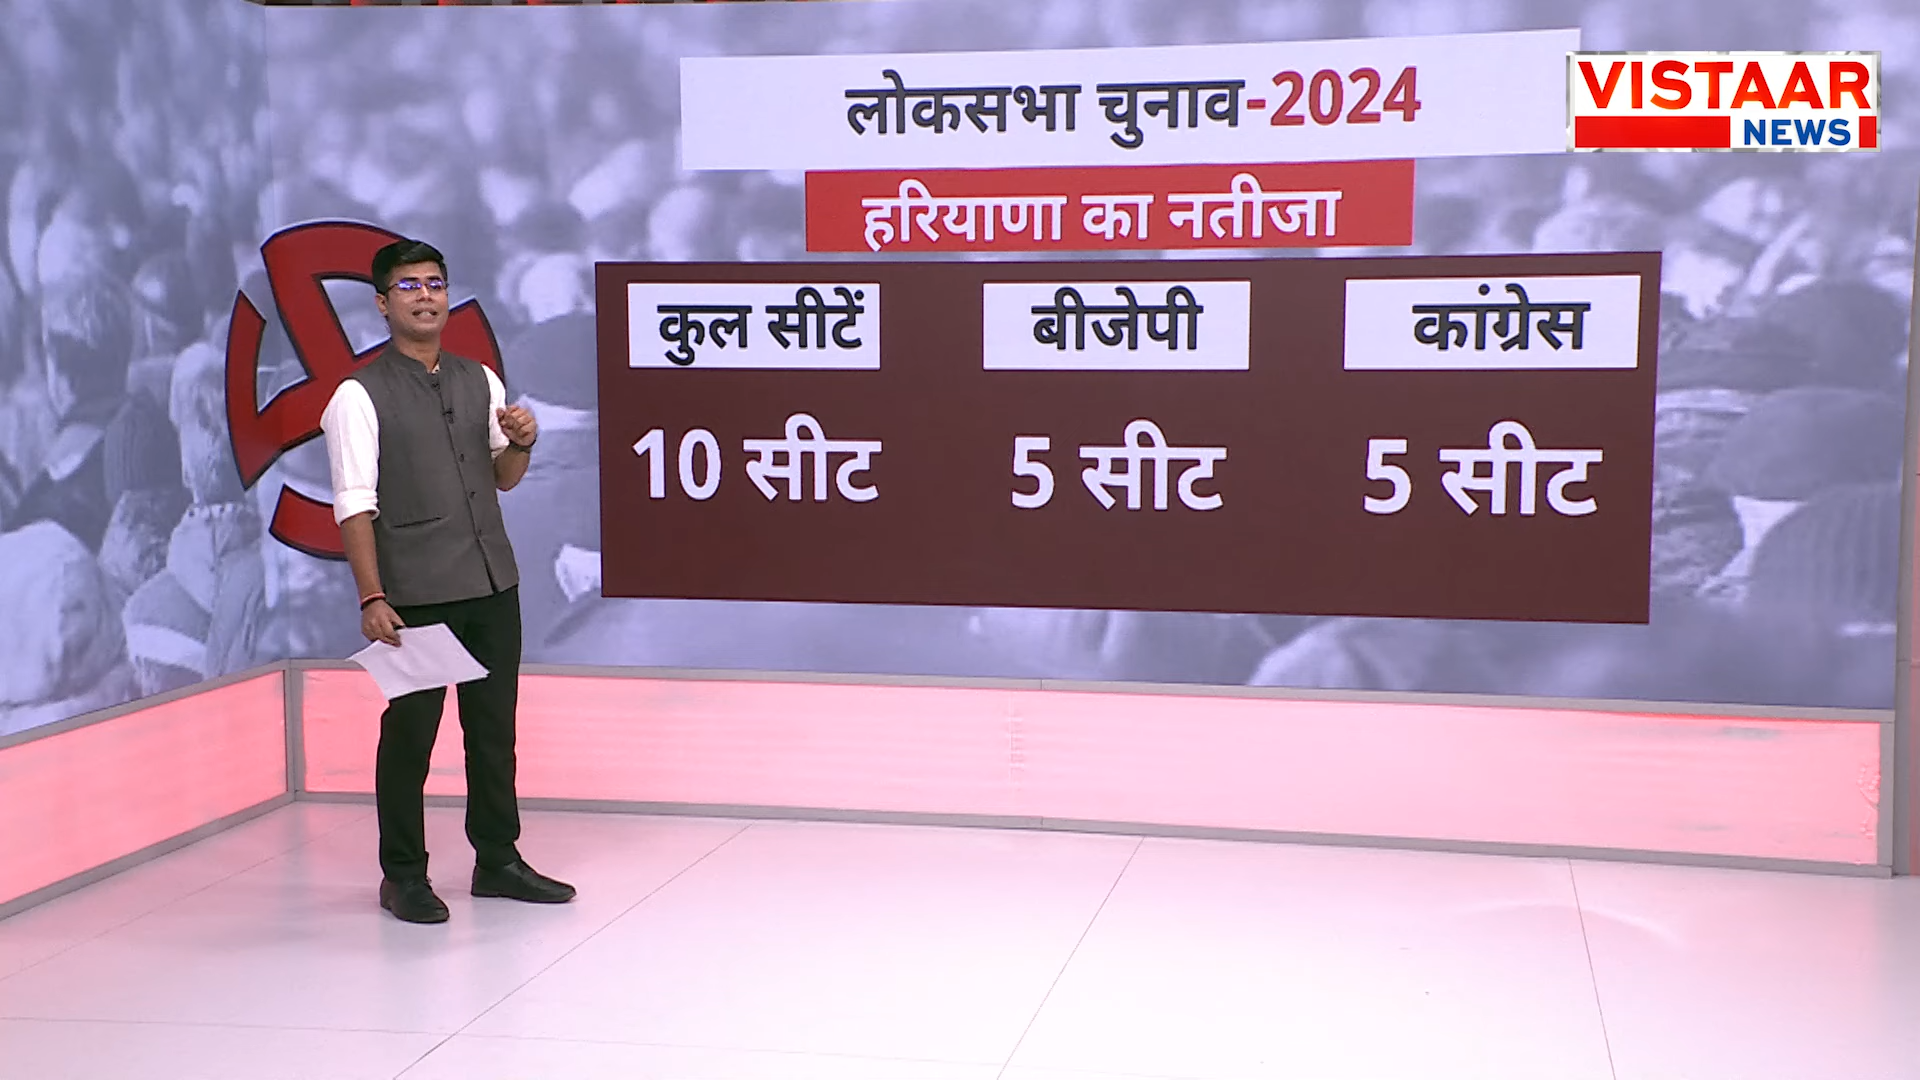 लोकसभा चुनाव-2024
VISTAAR
NEWS
हरियाणा का नतीजा
कुल सीटें
बीजेपी
कांग्रेस
10 सीट
5 सीट
5 सीट